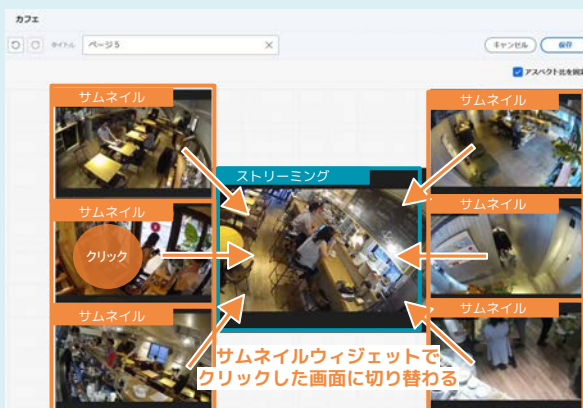 カフェ
タイトル ページ 5 ×
キャンセル 保存
アスペクト比を固定
サムネイル
サムネイル
ストリーミング
サムネイル
サムネイル
クリック
サムネイル
サムネイル
サムネイルウィジェットで
クリックした画面に切り替わる